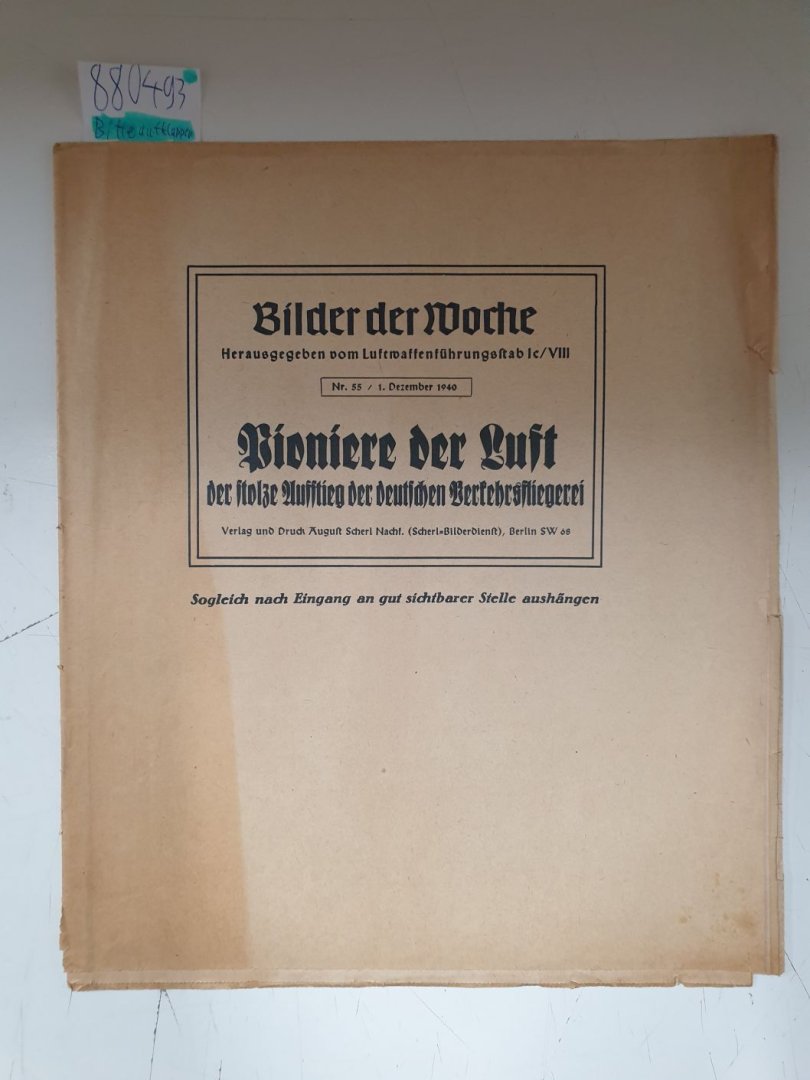 880493
Bitte aufklappen
Bilder der Woche
Herausgegeben vom Luftwaffenführungsstab Ic/VIII
Nr. 55 / 1. Dezember 1940
Pioniere der Luft
der stolze Aufstieg der deutschen Verkehrsfliegerei
Verlag und Druck August Scherl Nachf. (Scherl=Bilderdienst), Berlin SW 68
Sogleich nach Eingang an gut sichtbarer Stelle aushängen